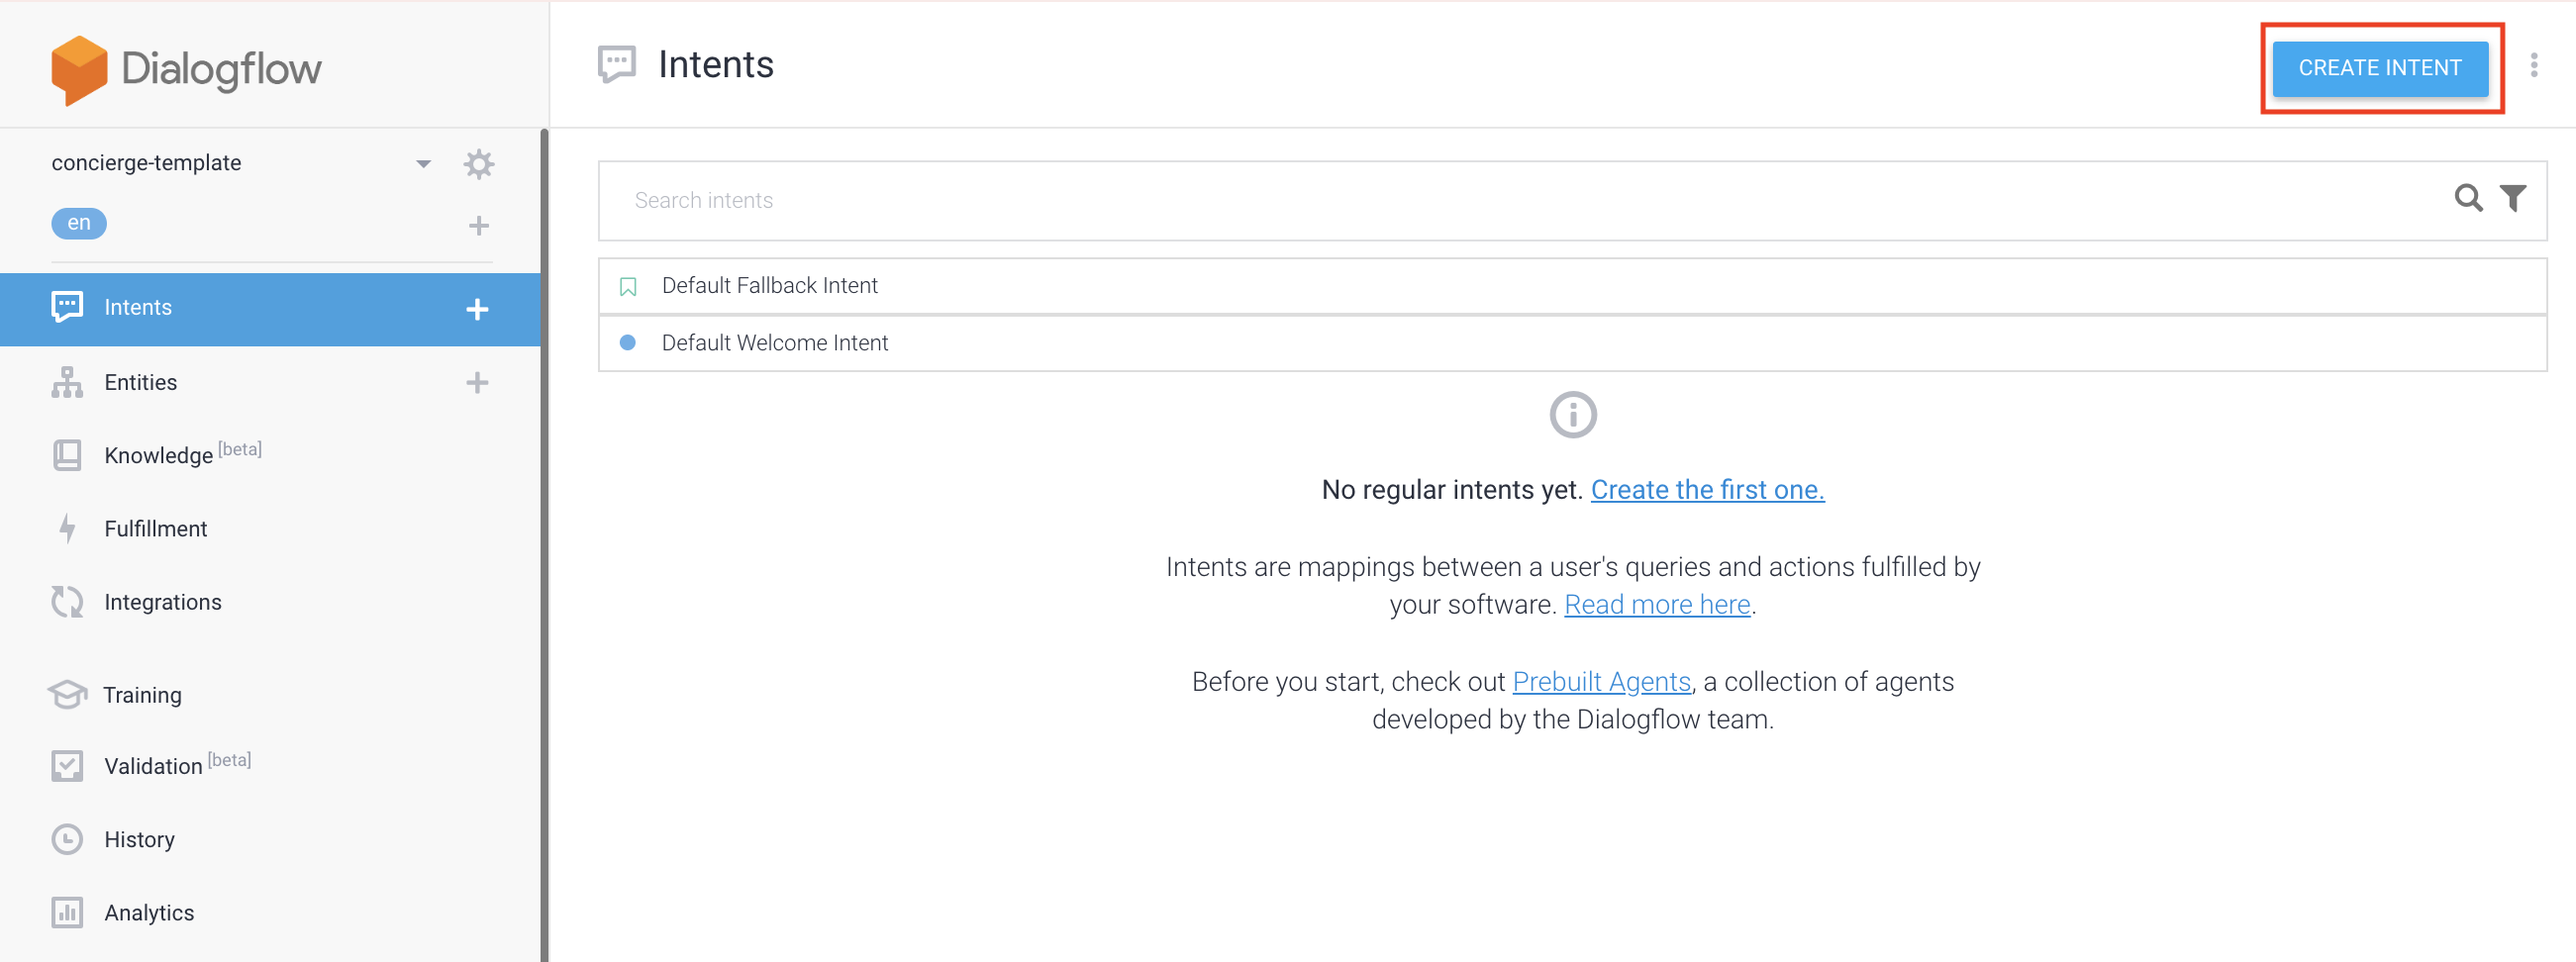 Dialogflow
concierge-template
en
Intents
Entities
Knowledge [beta]
Fulfillment
Integrations
Training
Validation [beta]
History
Analytics
Intents
CREATE INTENT
Search intents
Default Fallback Intent
Default Welcome Intent
No regular intents yet. Create the first one.
Intents are mappings between a user's queries and actions fulfilled by
your software. Read more here.
Before you start, check out Prebuilt Agents, a collection of agents
developed by the Dialogflow team.